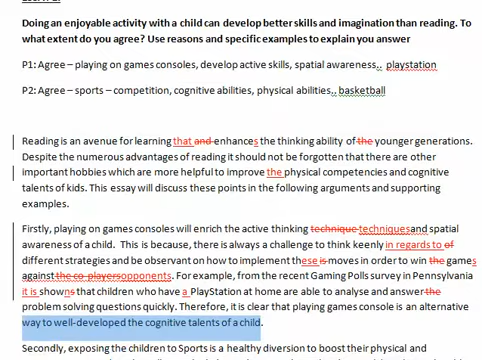 Doing an enjoyable activity with a child can develop better skills and imagination than reading. To
what extent do you agree? Use reasons and specific examples to explain you answer
P1: Agree – playing on games consoles, develop active skills, spatial awareness.. playstation
P2: Agree – sports – competition, cognitive abilities, physical abilities.. basketball
Reading is an avenue for learning that and enhances the thinking ability of the younger generations.
Despite the numerous advantages of reading it should not be forgotten that there are other
important hobbies which are more helpful to improve the physical competencies and cognitive
talents of kids. This essay will discuss these points in the following arguments and supporting
examples.
Firstly, playing on games consoles will enrich the active thinking technique techniques and spatial
awareness of a child. This is because, there is always a challenge to think keenly in regards to of
different strategies and be observant on how to implement these is moves in order to win the games
against the co-players opponents. For example, from the recent Gaming Polls survey in Pennsylvania
it is showns that children who have a PlayStation at home are able to analyse and answer the
problem solving questions quickly. Therefore, it is clear that playing games console is an alternative
way to well-developed the cognitive talents of a child.
Secondly, exposing the children to Sports is a healthy diversion to boost their physical and